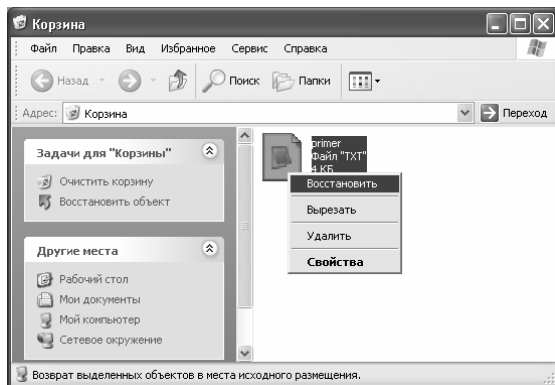 Корзина
Файл Правка Вид Избранное Сервис Справка
Назад Поиск Папки
Адрес: Корзина Переход
Задачи для "Корзины"
Очистить корзину
Восстановить объект
Другие места
Рабочий стол
Мои документы
Мой компьютер
Сетевое окружение
primer
Файл "TXT"
4 КБ
Восстановить
Вырезать
Удалить
Свойства
Возврат выделенных объектов в места исходного размещения.